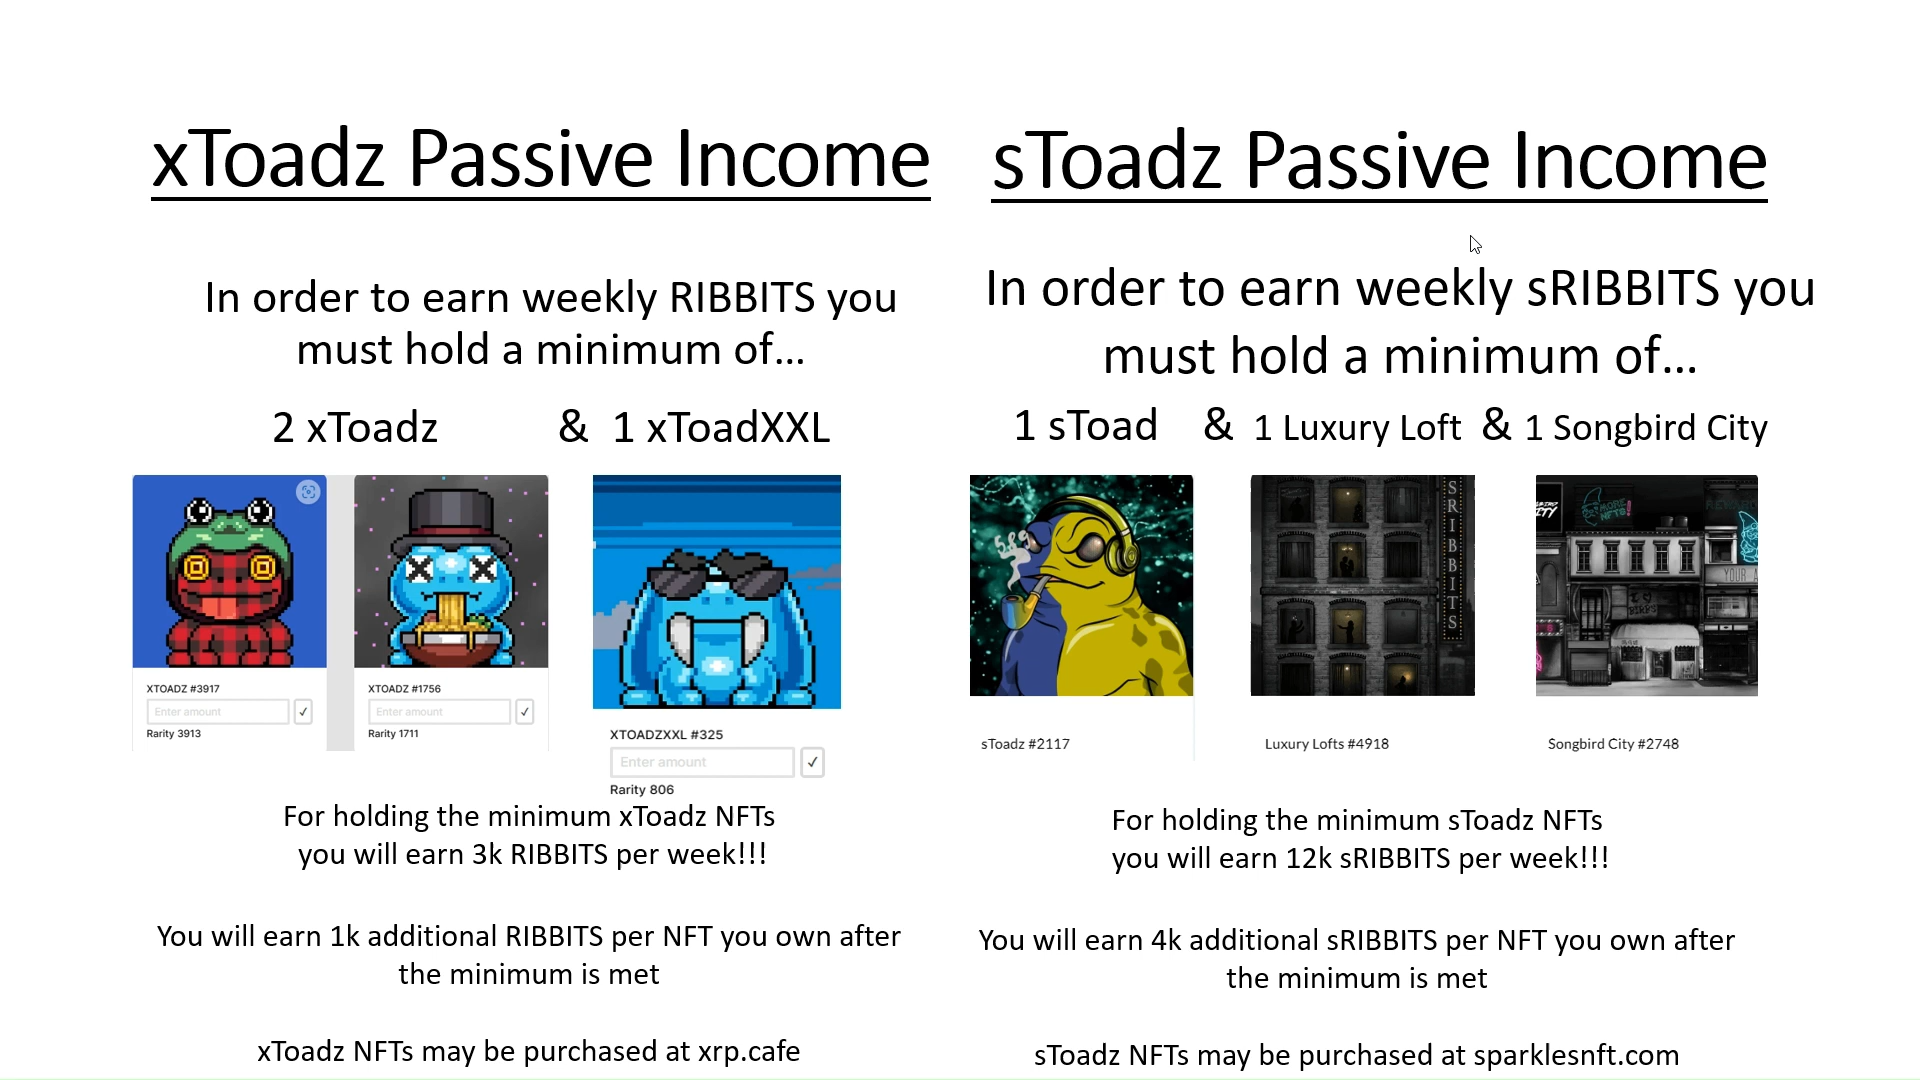 xToadz Passive Income
In order to earn weekly RIBBITS you
must hold a minimum of...
2 xToadz & 1 xToadXXL
XTOADZ #3917
Enter amount
✓
Rarity 3913
XTOADZ #1756
Enter amount
✓
Rarity 1711
XTOADZXXL #325
Enter amount
✓
Rarity 806
For holding the minimum xToadz NFTs
you will earn 3k RIBBITS per week!!!
You will earn 1k additional RIBBITS per NFT you own after
the minimum is met
xToadz NFTs may be purchased at xrp.cafe
sToadz Passive Income
In order to earn weekly sRIBBITS you
must hold a minimum of...
1 sToad & 1 Luxury Loft & 1 Songbird City
589
SRIBBITS
MORE
NFTS!
YOUR A
I
BIRBS
sToadz #2117
Luxury Lofts #4918
Songbird City #2748
For holding the minimum sToadz NFTs
you will earn 12k sRIBBITS per week!!!
You will earn 4k additional sRIBBITS per NFT you own after
the minimum is met
sToadz NFTs may be purchased at sparklesnft.com